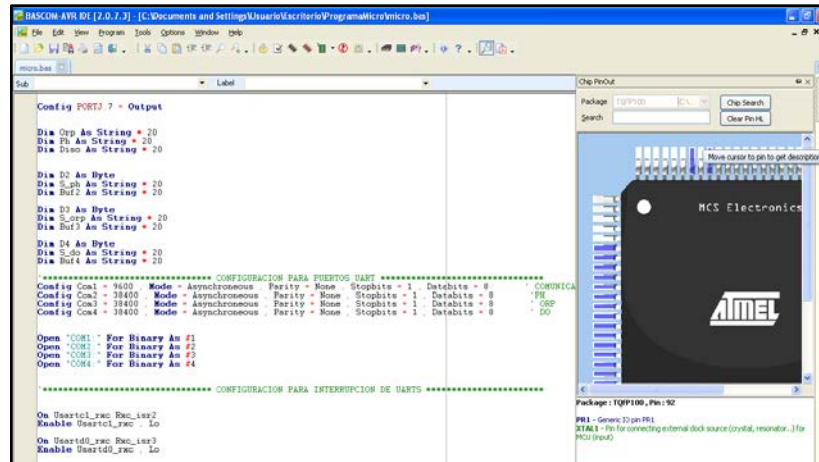 BASCOM-AVR IDE [2.0.7.3] - [C:\Documents and Settings\Usuario\Escritorio\ProgramaMicro\micro.bas]
File Edit View Program Tools Options Window Help
micro.bas
Sub Label
Config PORTJ.7 = Output
Dim Orp As String * 20
Dim Ph As String * 20
Dim Diso As String * 20
Dim D2 As Byte
Dim S_ph As String * 20
Dim Buf2 As String * 20
Dim D3 As Byte
Dim S_orp As String * 20
Dim Buf3 As String * 20
Dim D4 As Byte
Dim S_do As String * 20
Dim Buf4 As String * 20
CONFIGURACION PARA PUERTOS UART
Config Com1 = 9600 , Mode = Asynchroneous , Parity = None , Stopbits = 1 , Databits = 8 ' COMUNICA
Config Com2 = 38400 , Mode = Asynchroneous , Parity = None , Stopbits = 1 , Databits = 8 'PH
Config Com3 = 38400 , Mode = Asynchroneous , Parity = None , Stopbits = 1 , Databits = 8 ' ORP
Config Com4 = 38400 , Mode = Asynchroneous , Parity = None , Stopbits = 1 , Databits = 8 ' DO
Open "COM1:" For Binary As #1
Open "COM2:" For Binary As #2
Open "COM3:" For Binary As #3
Open "COM4:" For Binary As #4
CONFIGURACION PARA INTERRUPCION DE UARTS
On Usartc1_rxc Rxc_isr2
Enable Usartc1_rxc , Lo
On Usartd0_rxc Rxc_isr3
Enable Usartd0_rxc , Lo
Chip PinOut
Package TQFP100 Chip Search
Search Clear Pin HL
Move cursor to pin to get description
MCS Electronics
ATMEL
Package : TQFP100 , Pin : 92
PR1 - Generic IO pin PR1
XTAL1 - Pin for connecting external clock source (crystal, resonator...) for
MCU (input)